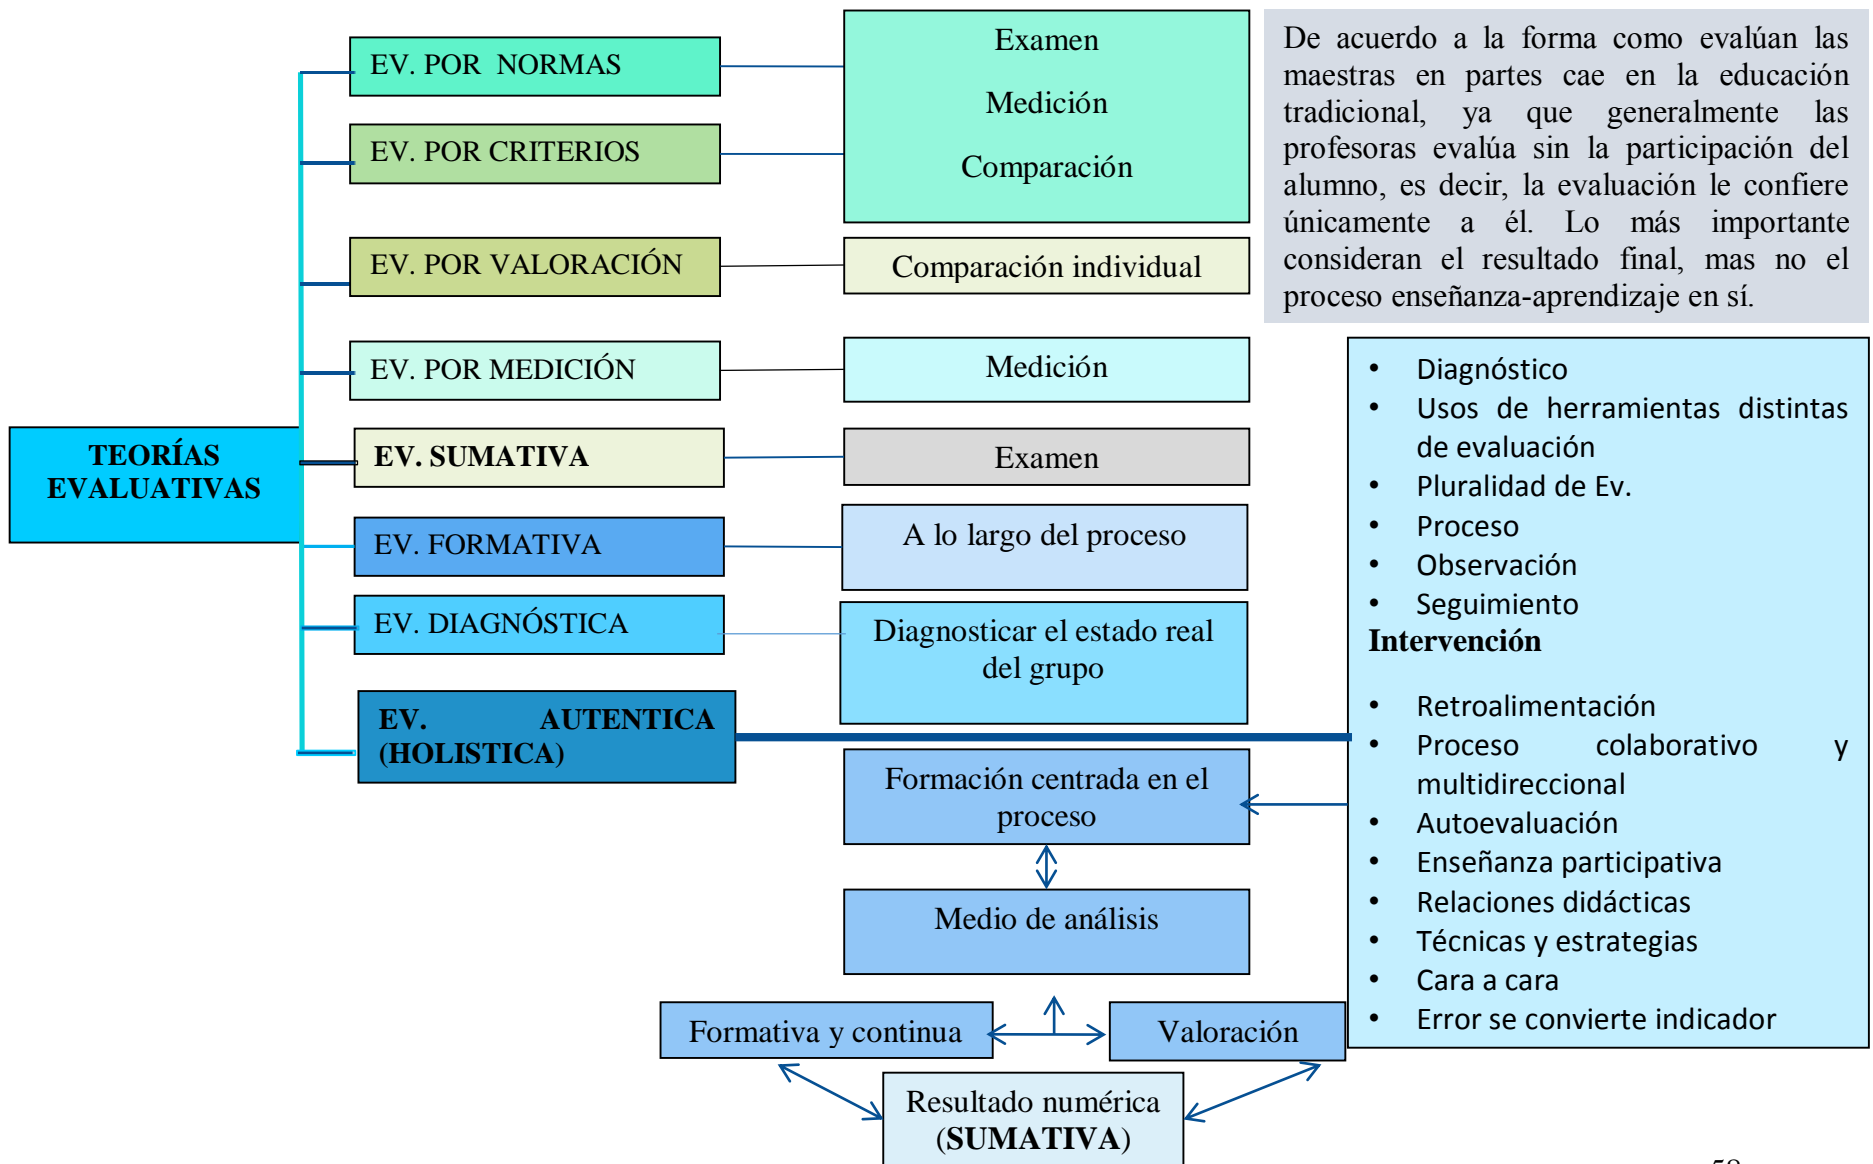 TEORÍAS
EVALUATIVAS
EV. POR NORMAS
EV. POR CRITERIOS
Examen
Medición
Comparación
EV. POR VALORACIÓN
Comparación individual
EV. POR MEDICIÓN
Medición
EV. SUMATIVA
Examen
EV. FORMATIVA
A lo largo del proceso
EV. DIAGNÓSTICA
Diagnosticar el estado real
del grupo
EV. AUTENTICA
(HOLISTICA)
De acuerdo a la forma como evalúan las
maestras en partes cae en la educación
tradicional, ya que generalmente las
profesoras evalúa sin la participación del
alumno, es decir, la evaluación le confiere
únicamente a él. Lo más importante
consideran el resultado final, mas no el
proceso enseñanza-aprendizaje en sí.
• Diagnóstico
• Usos de herramientas distintas
de evaluación
• Pluralidad de Ev.
• Proceso
• Observación
• Seguimiento
Intervención
• Retroalimentación
• Proceso colaborativo y
multidireccional
• Autoevaluación
• Enseñanza participativa
• Relaciones didácticas
• Técnicas y estrategias
• Cara a cara
• Error se convierte indicador
Formación centrada en el
proceso
Medio de análisis
Formativa y continua
Valoración
Resultado numérica
(SUMATIVA)